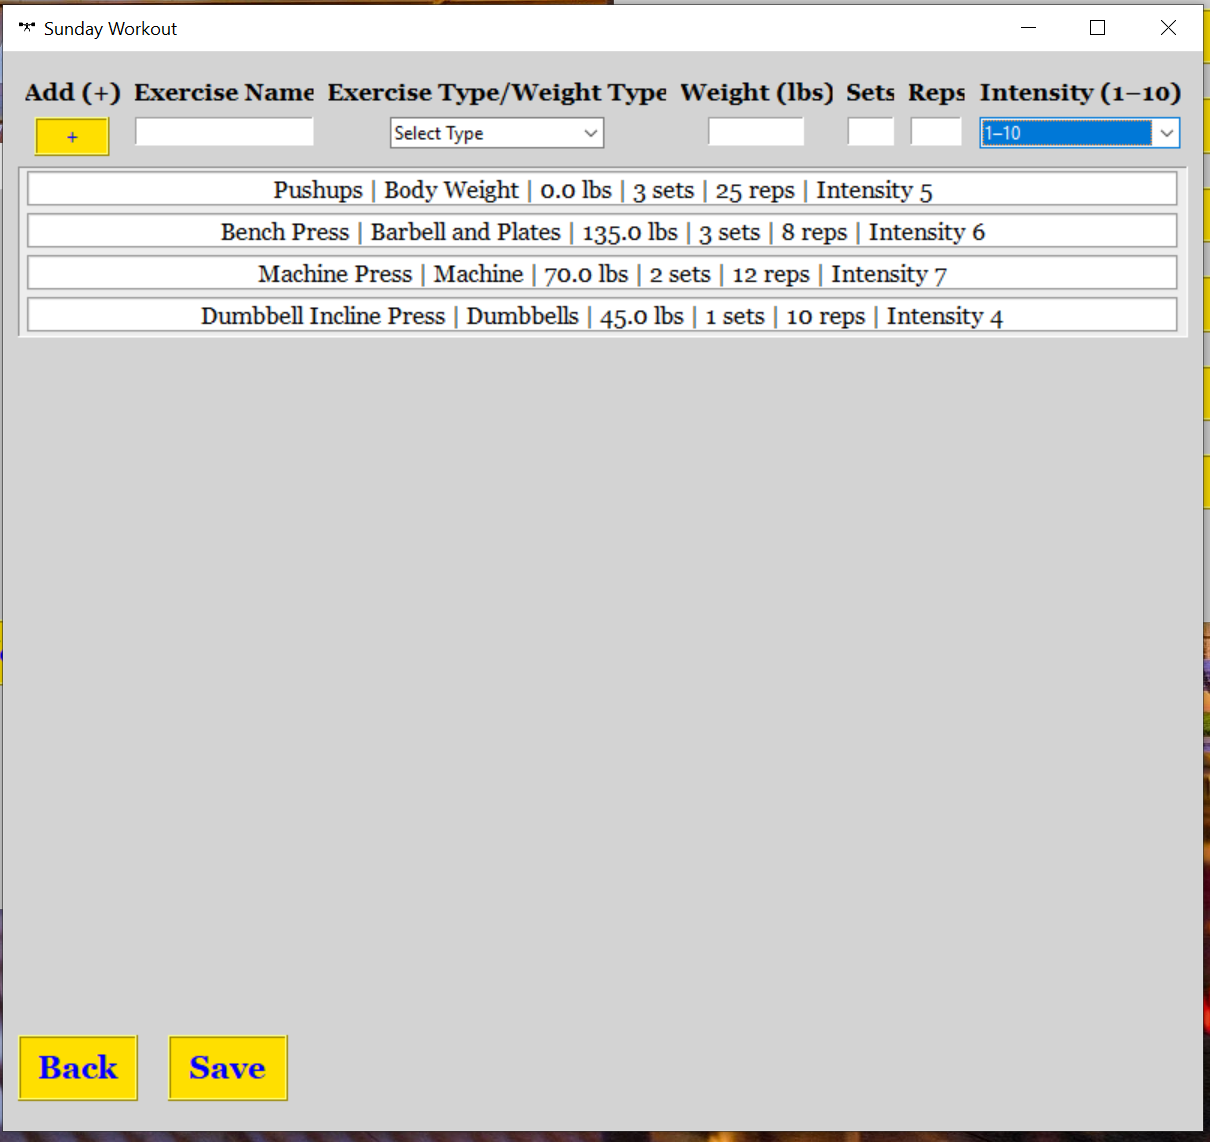 Sunday Workout
Add (+) Exercise Name Exercise Type/Weight Type Weight (lbs) Sets Reps Intensity (1–10)
+ Select Type 1–10
Pushups | Body Weight | 0.0 lbs | 3 sets | 25 reps | Intensity 5
Bench Press | Barbell and Plates | 135.0 lbs | 3 sets | 8 reps | Intensity 6
Machine Press | Machine | 70.0 lbs | 2 sets | 12 reps | Intensity 7
Dumbbell Incline Press | Dumbbells | 45.0 lbs | 1 sets | 10 reps | Intensity 4
Back Save